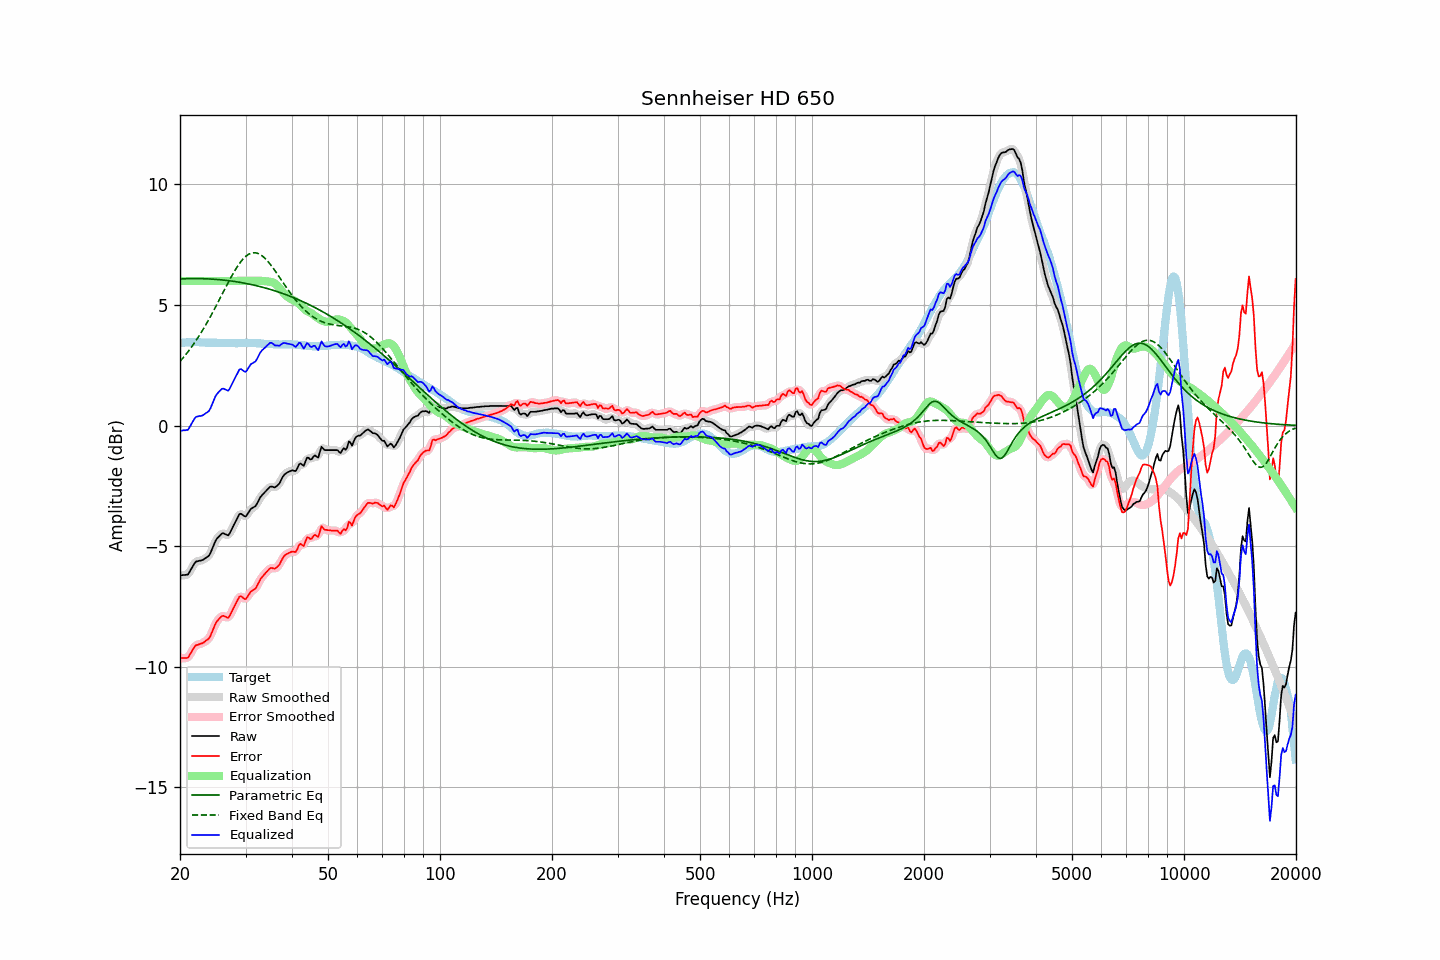 Sennheiser HD 650
10
5
0
−5
−10
−15
Amplitude (dBr)
Target
Raw Smoothed
Error Smoothed
Raw
Error
Equalization
Parametric Eq
Fixed Band Eq
Equalized
20 50 100 200 500 1000 2000 5000 10000 20000
Frequency (Hz)